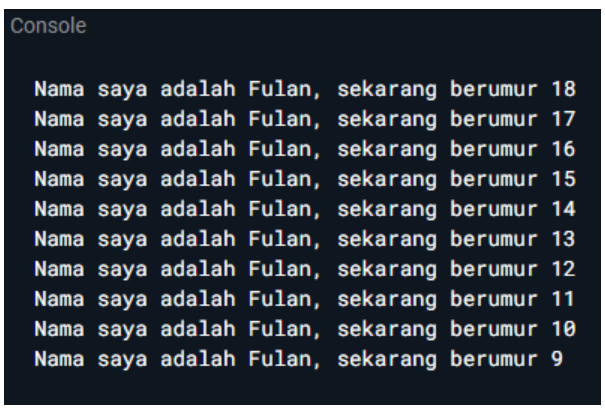 Console
Nama saya adalah Fulan, sekarang berumur 18
Nama saya adalah Fulan, sekarang berumur 17
Nama saya adalah Fulan, sekarang berumur 16
Nama saya adalah Fulan, sekarang berumur 15
Nama saya adalah Fulan, sekarang berumur 14
Nama saya adalah Fulan, sekarang berumur 13
Nama saya adalah Fulan, sekarang berumur 12
Nama saya adalah Fulan, sekarang berumur 11
Nama saya adalah Fulan, sekarang berumur 10
Nama saya adalah Fulan, sekarang berumur 9